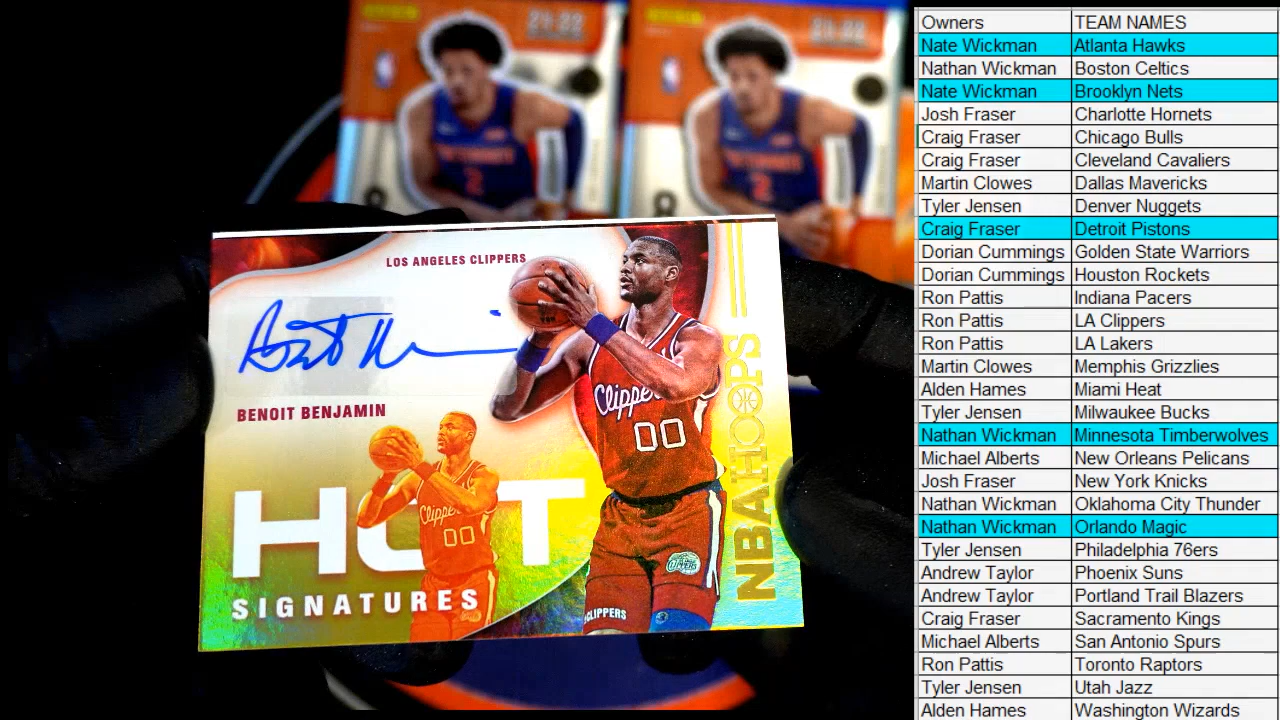 LOS ANGELES CLIPPERS
BENOIT BENJAMIN
HOT
SIGNATURES
NBA HOOPS
Clippers
00
Clippers
00
CLIPPERS
2
2
Owners TEAM NAMES
Nate Wickman Atlanta Hawks
Nathan Wickman Boston Celtics
Nate Wickman Brooklyn Nets
Josh Fraser Charlotte Hornets
Craig Fraser Chicago Bulls
Craig Fraser Cleveland Cavaliers
Martin Clowes Dallas Mavericks
Tyler Jensen Denver Nuggets
Craig Fraser Detroit Pistons
Dorian Cummings Golden State Warriors
Dorian Cummings Houston Rockets
Ron Pattis Indiana Pacers
Ron Pattis LA Clippers
Ron Pattis LA Lakers
Martin Clowes Memphis Grizzlies
Alden Hames Miami Heat
Tyler Jensen Milwaukee Bucks
Nathan Wickman Minnesota Timberwolves
Michael Alberts New Orleans Pelicans
Josh Fraser New York Knicks
Nathan Wickman Oklahoma City Thunder
Nathan Wickman Orlando Magic
Tyler Jensen Philadelphia 76ers
Andrew Taylor Phoenix Suns
Andrew Taylor Portland Trail Blazers
Craig Fraser Sacramento Kings
Michael Alberts San Antonio Spurs
Ron Pattis Toronto Raptors
Tyler Jensen Utah Jazz
Alden Hames Washington Wizards